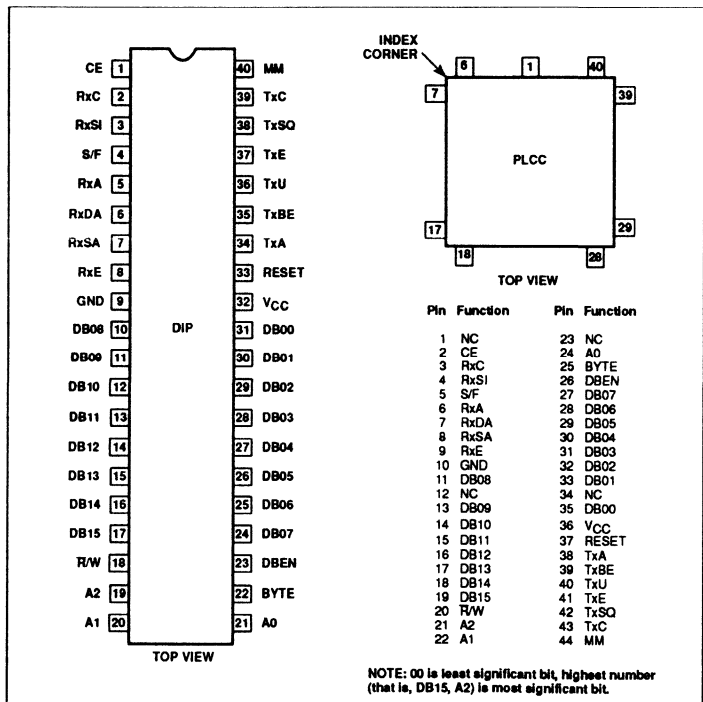 CE 1 40 MM
RxC 2 39 TxC
RxSI 3 38 TxSQ
S/F 4 37 TxE
RxA 5 36 TxU
RxDA 6 35 TxBE
RxSA 7 34 TxA
RxE 8 33 RESET
GND 9 32 VCC
DB08 10 DIP 31 DB00
DB09 11 30 DB01
DB10 12 29 DB02
DB11 13 28 DB03
DB12 14 27 DB04
DB13 15 26 DB05
DB14 16 25 DB06
DB15 17 24 DB07
R̅/W 18 23 DBEN
A2 19 22 BYTE
A1 20 21 A0
TOP VIEW
INDEX
CORNER
6 1 40
7 39
PLCC
17 29
18 28
TOP VIEW
Pin Function Pin Function
1 NC 23 NC
2 CE 24 A0
3 RxC 25 BYTE
4 RxSI 26 DBEN
5 S/F 27 DB07
6 RxA 28 DB06
7 RxDA 29 DB05
8 RxSA 30 DB04
9 RxE 31 DB03
10 GND 32 DB02
11 DB08 33 DB01
12 NC 34 NC
13 DB09 35 DB00
14 DB10 36 VCC
15 DB11 37 RESET
16 DB12 38 TxA
17 DB13 39 TxBE
18 DB14 40 TxU
19 DB15 41 TxE
20 R̅/W 42 TxSQ
21 A2 43 TxC
22 A1 44 MM
NOTE: 00 is least significant bit, highest number
(that is, DB15, A2) is most significant bit.